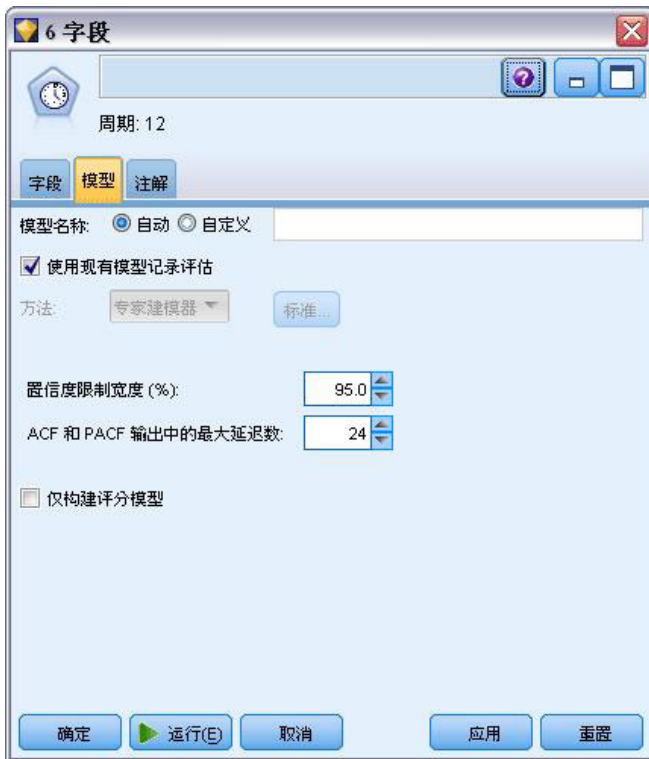 6 字段
周期: 12
字段 模型 注解
模型名称: 自动 自定义
使用现有模型记录评估
方法: 专家建模器 标准...
置信度限制宽度 (%): 95.0
ACF 和 PACF 输出中的最大延迟数: 24
仅构建评分模型
确定 运行(E) 取消 应用 重置